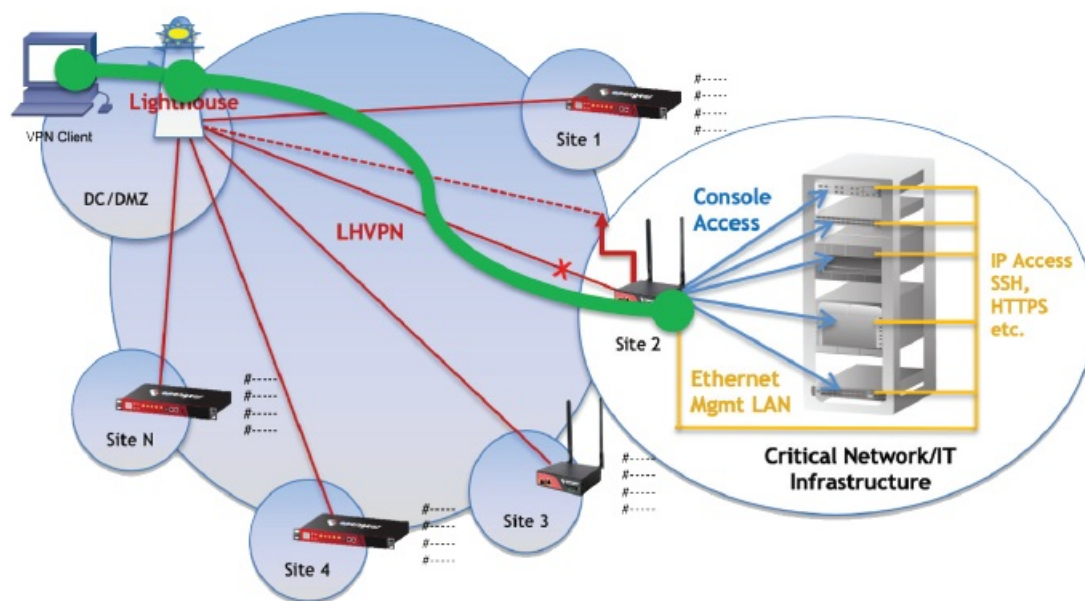 VPN Client
Lighthouse
DC/DMZ
LHVPN
Site 1
#-----
#-----
#-----
#-----
Console
Access
IP Access
SSH,
HTTPS
etc.
Site 2
Ethernet
Mgmt LAN
Critical Network/IT
Infrastructure
Site N
#-----
#-----
#-----
#-----
Site 3
#-----
#-----
#-----
#-----
Site 4
#-----
#-----
#-----
#-----